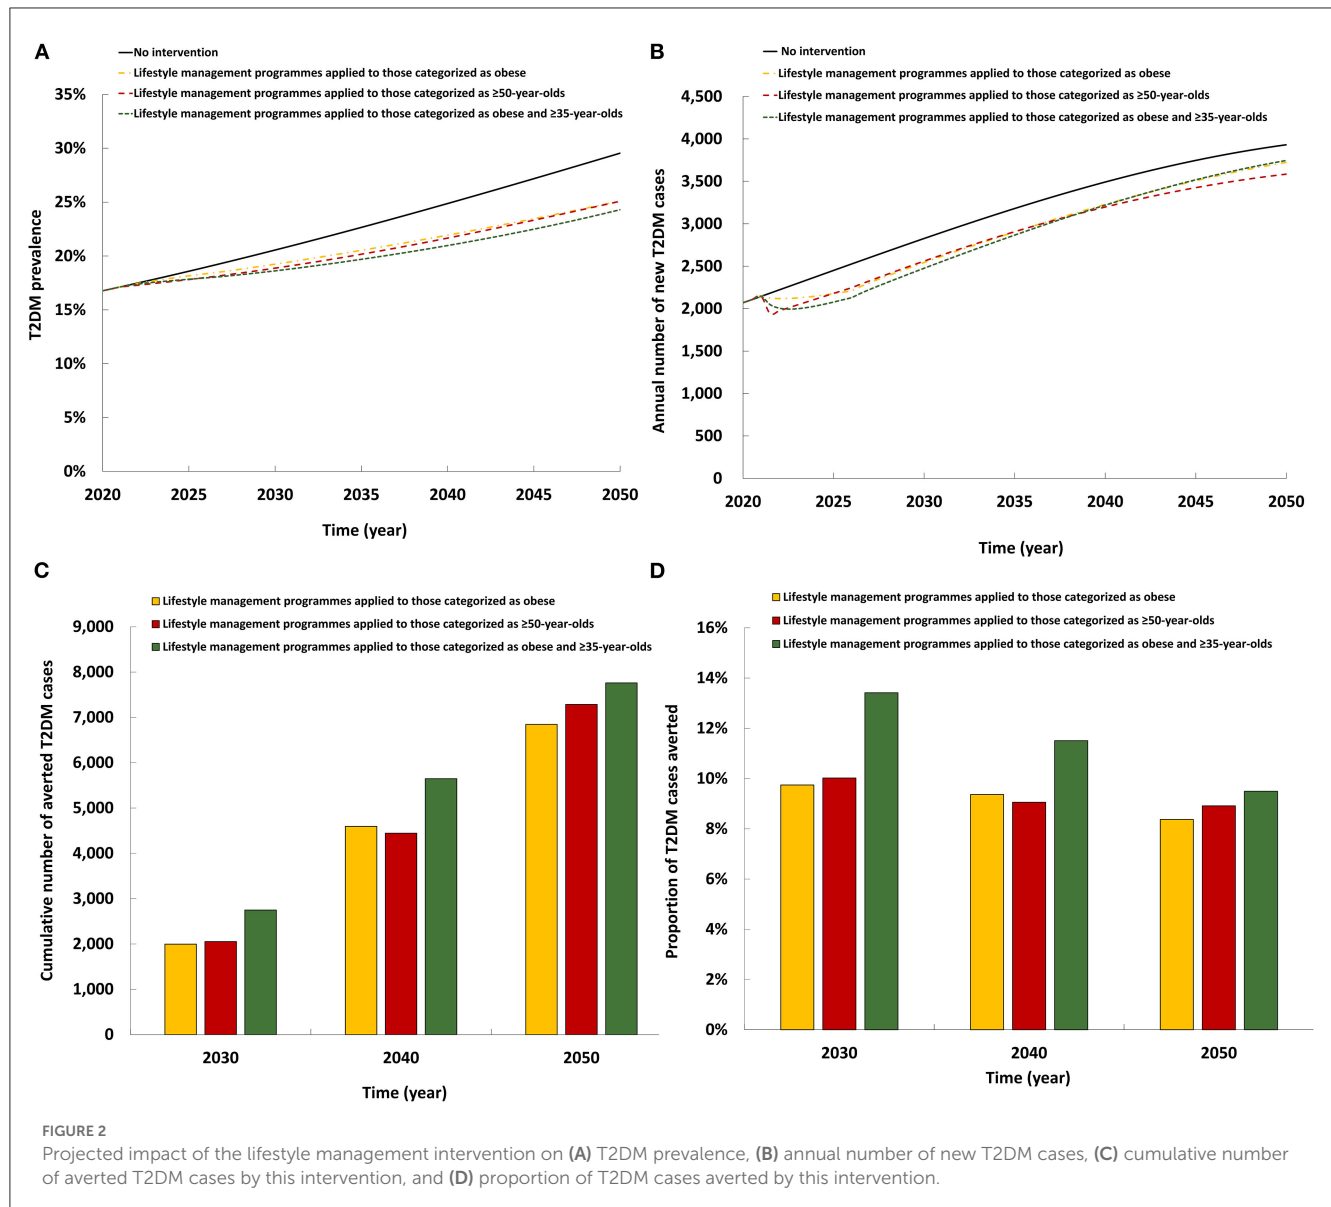 A
No intervention
Lifestyle management programmes applied to those categorized as obese
Lifestyle management programmes applied to those categorized as ≥50-year-olds
Lifestyle management programmes applied to those categorized as obese and ≥35-year-olds
35%
30%
25%
20%
15%
10%
5%
0%
T2DM prevalence
2020 2025 2030 2035 2040 2045 2050
Time (year)
B
No intervention
Lifestyle management programmes applied to those categorized as obese
Lifestyle management programmes applied to those categorized as ≥50-year-olds
Lifestyle management programmes applied to those categorized as obese and ≥35-year-olds
4,500
4,000
3,500
3,000
2,500
2,000
1,500
1,000
500
0
Annual number of new T2DM cases
2020 2025 2030 2035 2040 2045 2050
Time (year)
C
Lifestyle management programmes applied to those categorized as obese
Lifestyle management programmes applied to those categorized as ≥50-year-olds
Lifestyle management programmes applied to those categorized as obese and ≥35-year-olds
9,000
8,000
7,000
6,000
5,000
4,000
3,000
2,000
1,000
0
Cumulative number of averted T2DM cases
2030 2040 2050
Time (year)
D
Lifestyle management programmes applied to those categorized as obese
Lifestyle management programmes applied to those categorized as ≥50-year-olds
Lifestyle management programmes applied to those categorized as obese and ≥35-year-olds
16%
14%
12%
10%
8%
6%
4%
2%
0%
Proportion of T2DM cases averted
2030 2040 2050
Time (year)
FIGURE 2
Projected impact of the lifestyle management intervention on (A) T2DM prevalence, (B) annual number of new T2DM cases, (C) cumulative number
of averted T2DM cases by this intervention, and (D) proportion of T2DM cases averted by this intervention.